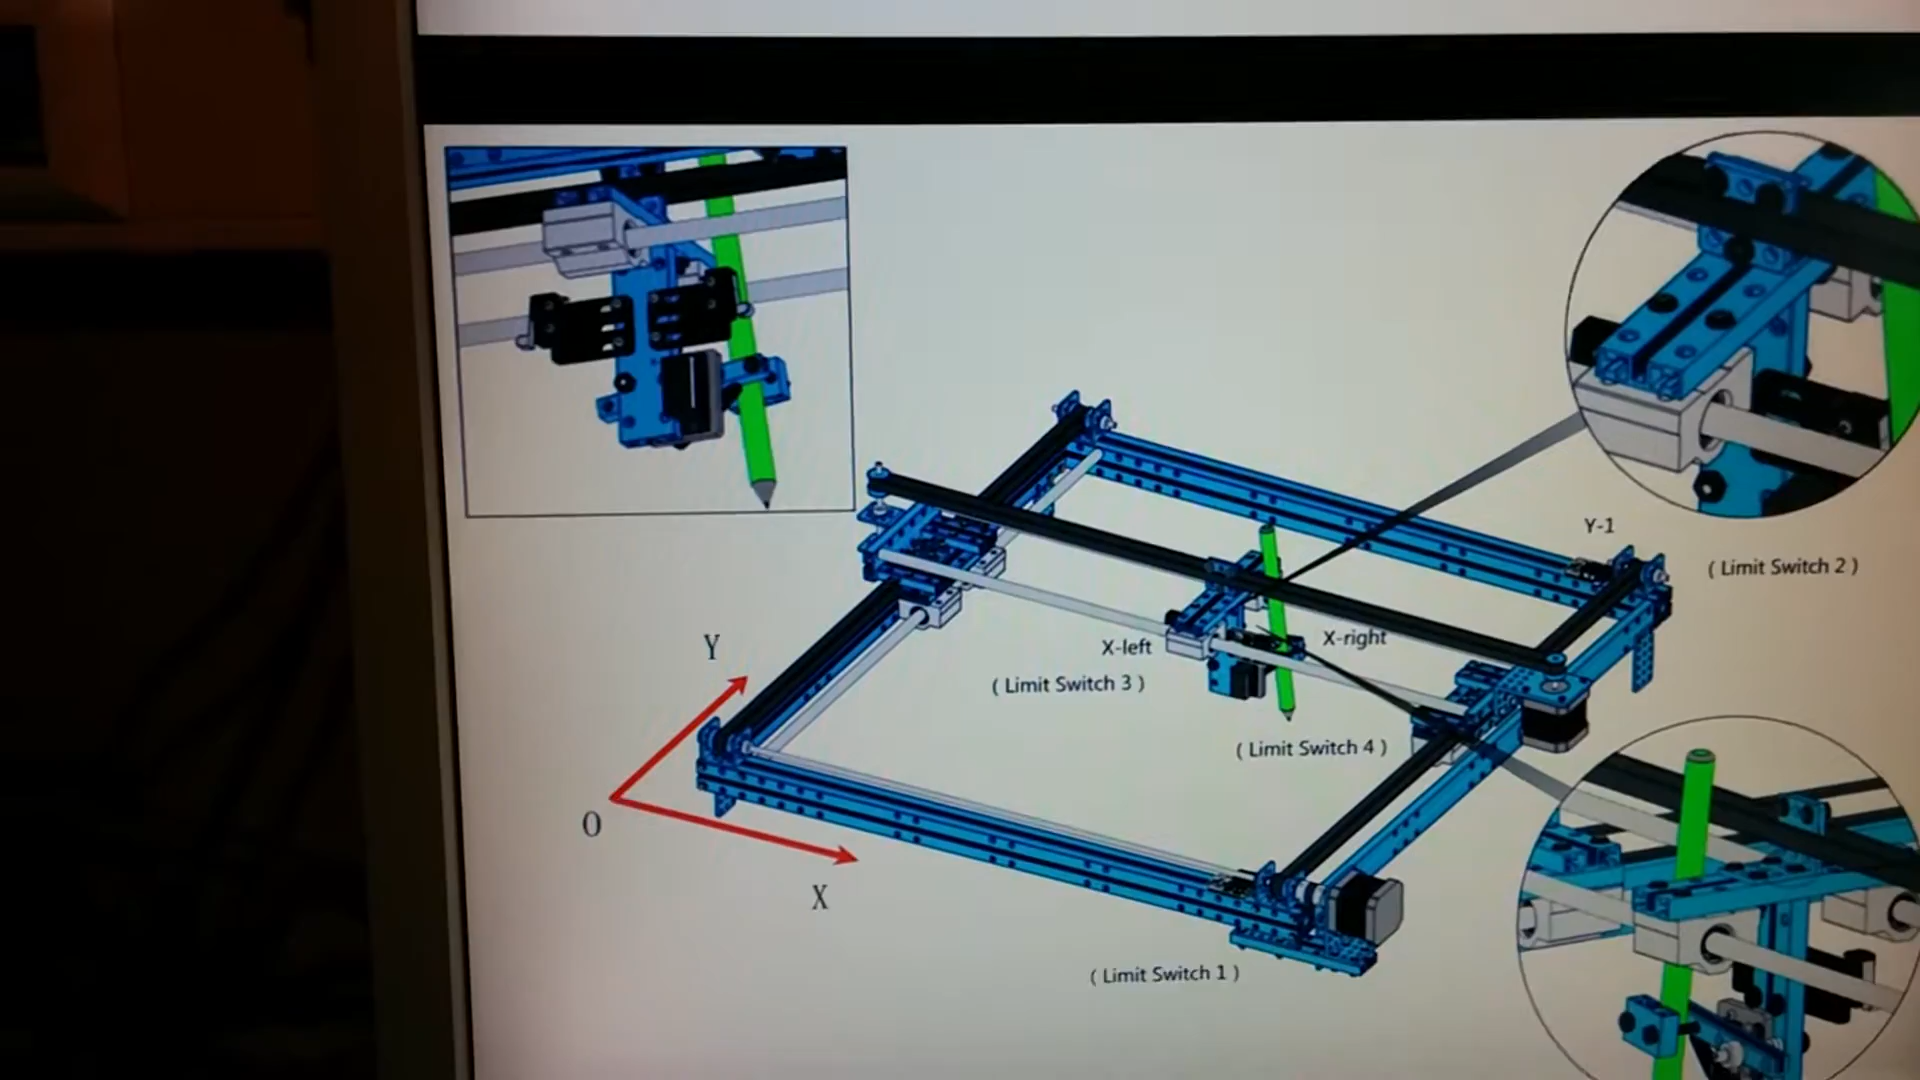 Y-1
( Limit Switch 2 )
Y
X-left
X-right
( Limit Switch 3 )
( Limit Switch 4 )
O
X
( Limit Switch 1 )